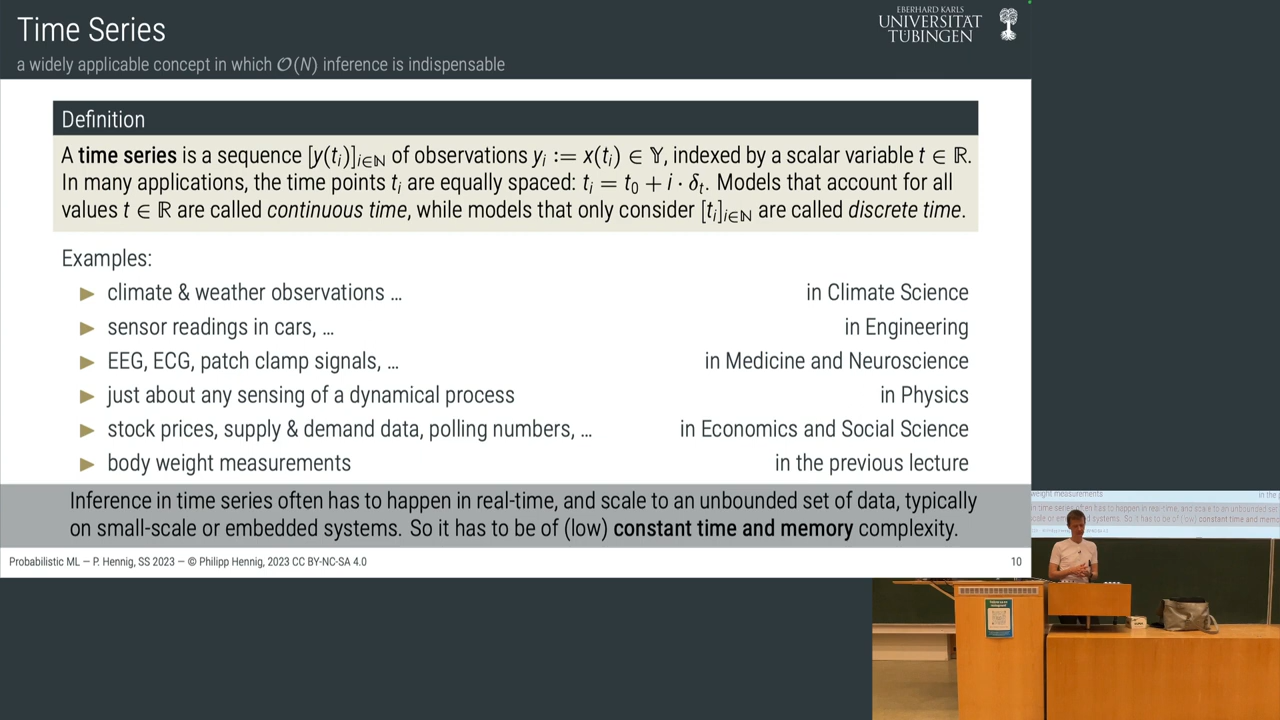 Time Series
a widely applicable concept in which 𝒪(N) inference is indispensable
EBERHARD KARLS
UNIVERSITÄT
TÜBINGEN
Definition
A time series is a sequence [y(tᵢ)]ᵢ∈ℕ of observations yᵢ := x(tᵢ) ∈ 𝕐, indexed by a scalar variable t ∈ ℝ.
In many applications, the time points tᵢ are equally spaced: tᵢ = t₀ + i · δₜ. Models that account for all
values t ∈ ℝ are called continuous time, while models that only consider [tᵢ]ᵢ∈ℕ are called discrete time.
Examples:
▶ climate & weather observations ... in Climate Science
▶ sensor readings in cars, ... in Engineering
▶ EEG, ECG, patch clamp signals, ... in Medicine and Neuroscience
▶ just about any sensing of a dynamical process in Physics
▶ stock prices, supply & demand data, polling numbers, ... in Economics and Social Science
▶ body weight measurements in the previous lecture
Inference in time series often has to happen in real-time, and scale to an unbounded set of data, typically
on small-scale or embedded systems. So it has to be of (low) constant time and memory complexity.
Probabilistic ML — P. Hennig, SS 2023 — © Philipp Hennig, 2023 CC BY-NC-SA 4.0
10